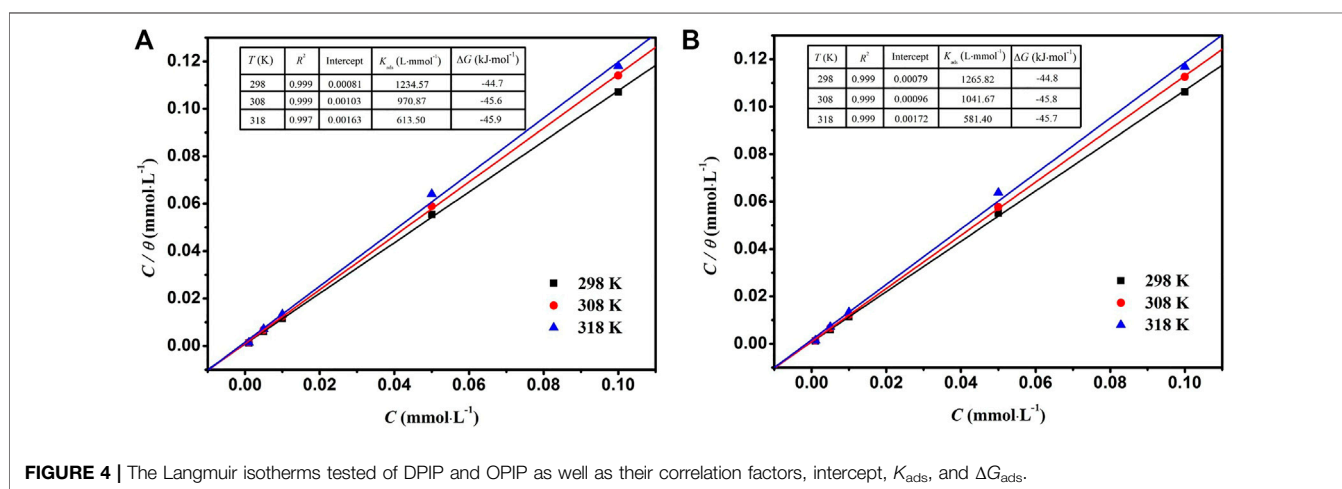 A
T (K) R² Intercept Kads (L·mmol⁻¹) ΔG (kJ·mol⁻¹)
298 0.999 0.00081 1234.57 -44.7
308 0.999 0.00103 970.87 -45.6
318 0.997 0.00163 613.50 -45.9
0.12
0.10
0.08
0.06
0.04
0.02
0.00
C / θ (mmol·L⁻¹)
298 K
308 K
318 K
0.00 0.02 0.04 0.06 0.08 0.10
C (mmol·L⁻¹)
B
T (K) R² Intercept Kads (L·mmol⁻¹) ΔG (kJ·mol⁻¹)
298 0.999 0.00079 1265.82 -44.8
308 0.999 0.00096 1041.67 -45.8
318 0.999 0.00172 581.40 -45.7
0.12
0.10
0.08
0.06
0.04
0.02
0.00
C / θ (mmol·L⁻¹)
298 K
308 K
318 K
0.00 0.02 0.04 0.06 0.08 0.10
C (mmol·L⁻¹)
FIGURE 4 | The Langmuir isotherms tested of DPIP and OPIP as well as their correlation factors, intercept, Kads, and ΔGads.